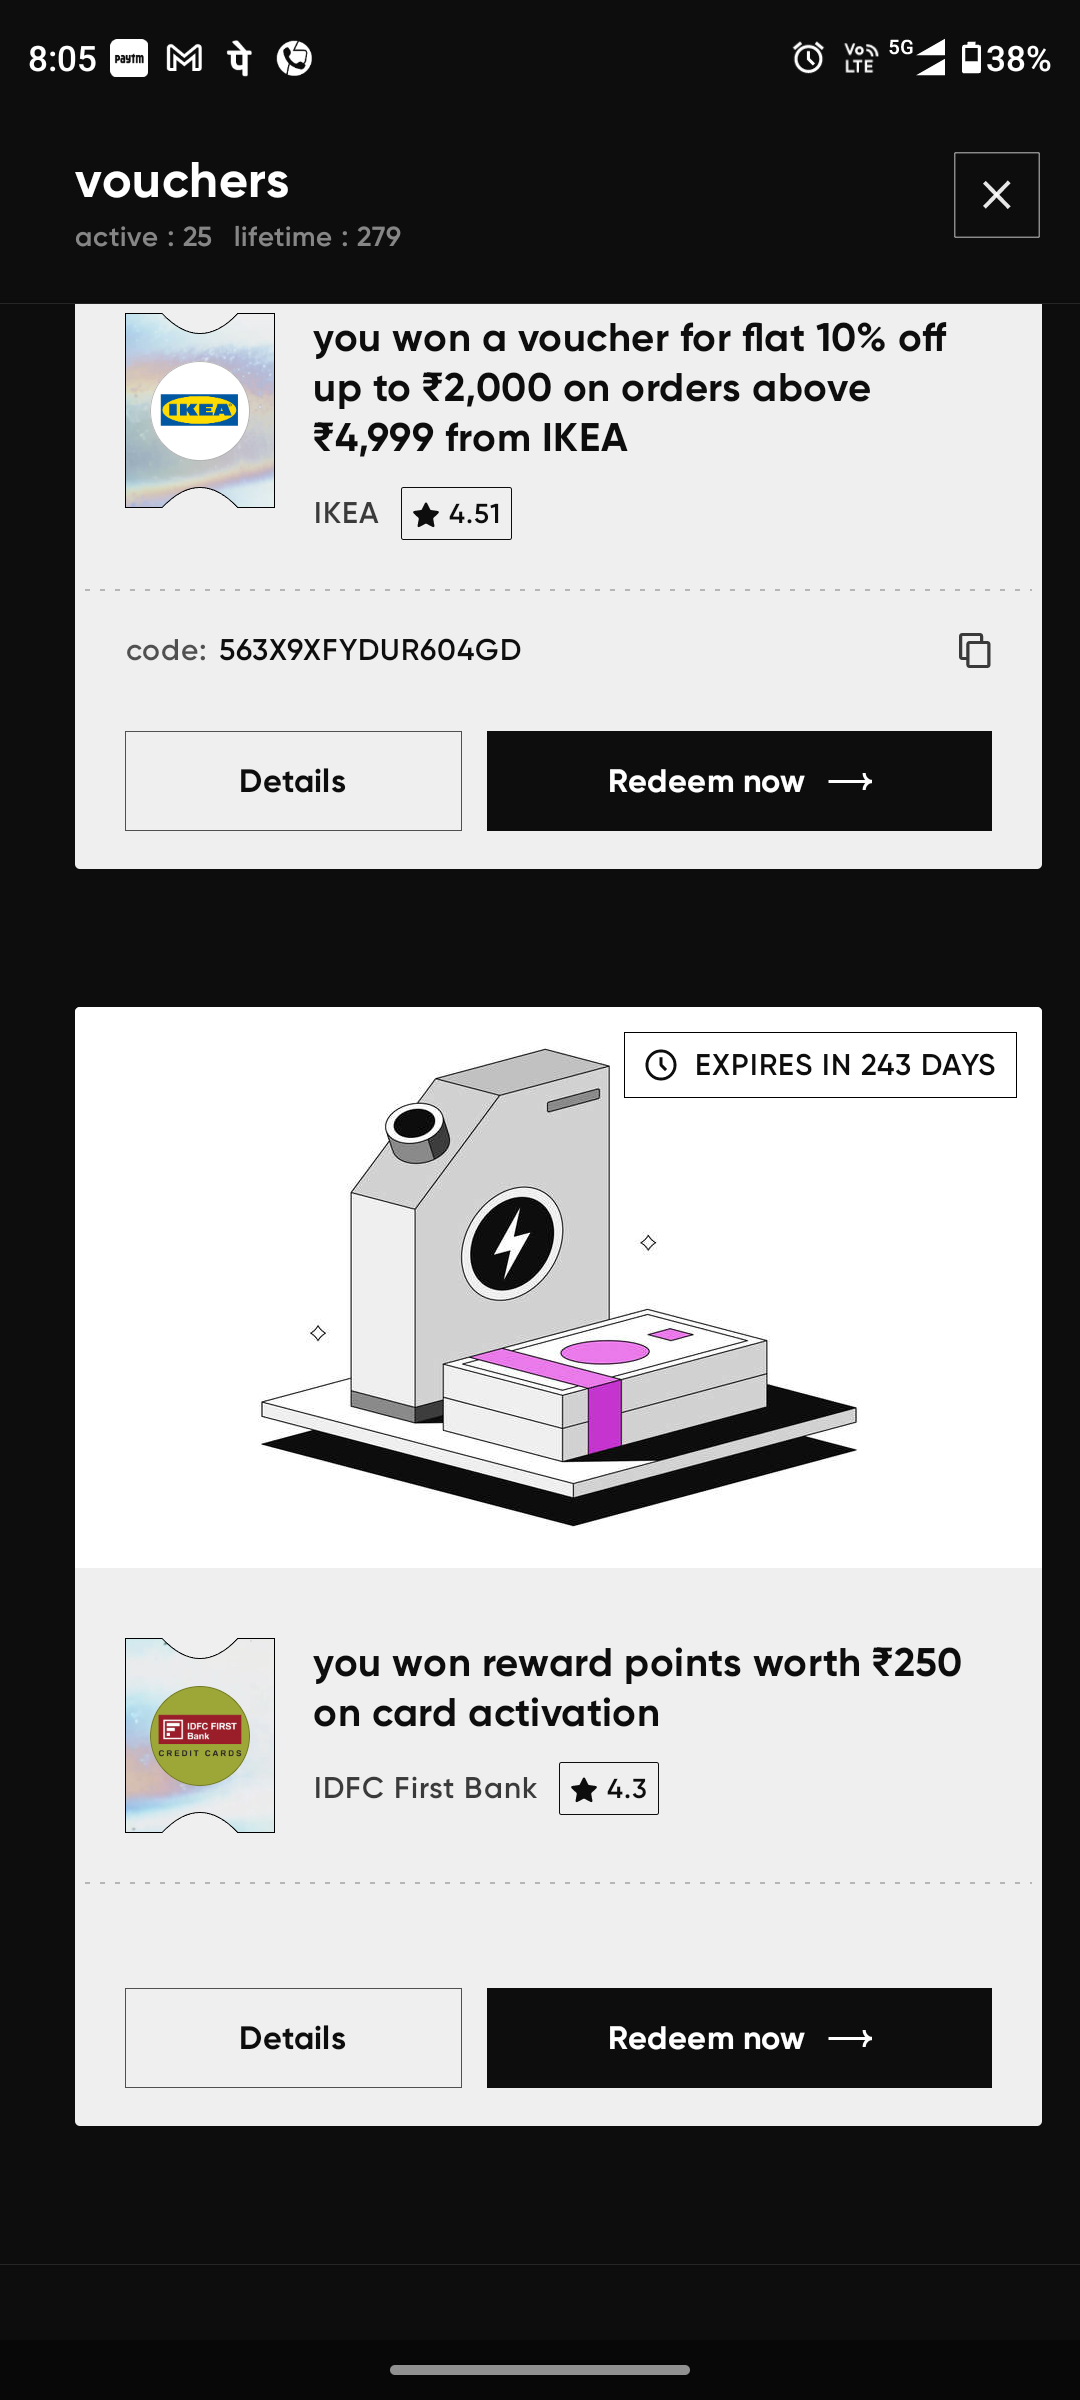 8:05 Paytm पे Vo LTE 5G 38%
vouchers
active : 25 lifetime : 279
IKEA
you won a voucher for flat 10% off
up to ₹2,000 on orders above
₹4,999 from IKEA
IKEA 4.51
code: 563X9XFYDUR604GD
Details Redeem now
EXPIRES IN 243 DAYS
IDFC FIRST
Bank
CREDIT CARDS
you won reward points worth ₹250
on card activation
IDFC First Bank 4.3
Details Redeem now